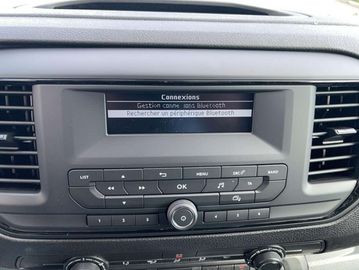 Connexions
Gestion conne ions bluetooth
Rechercher un périphérique Bluetooth
LIST
MENU
SRC
BAND
OK
TA
1
2
3
4
5
6